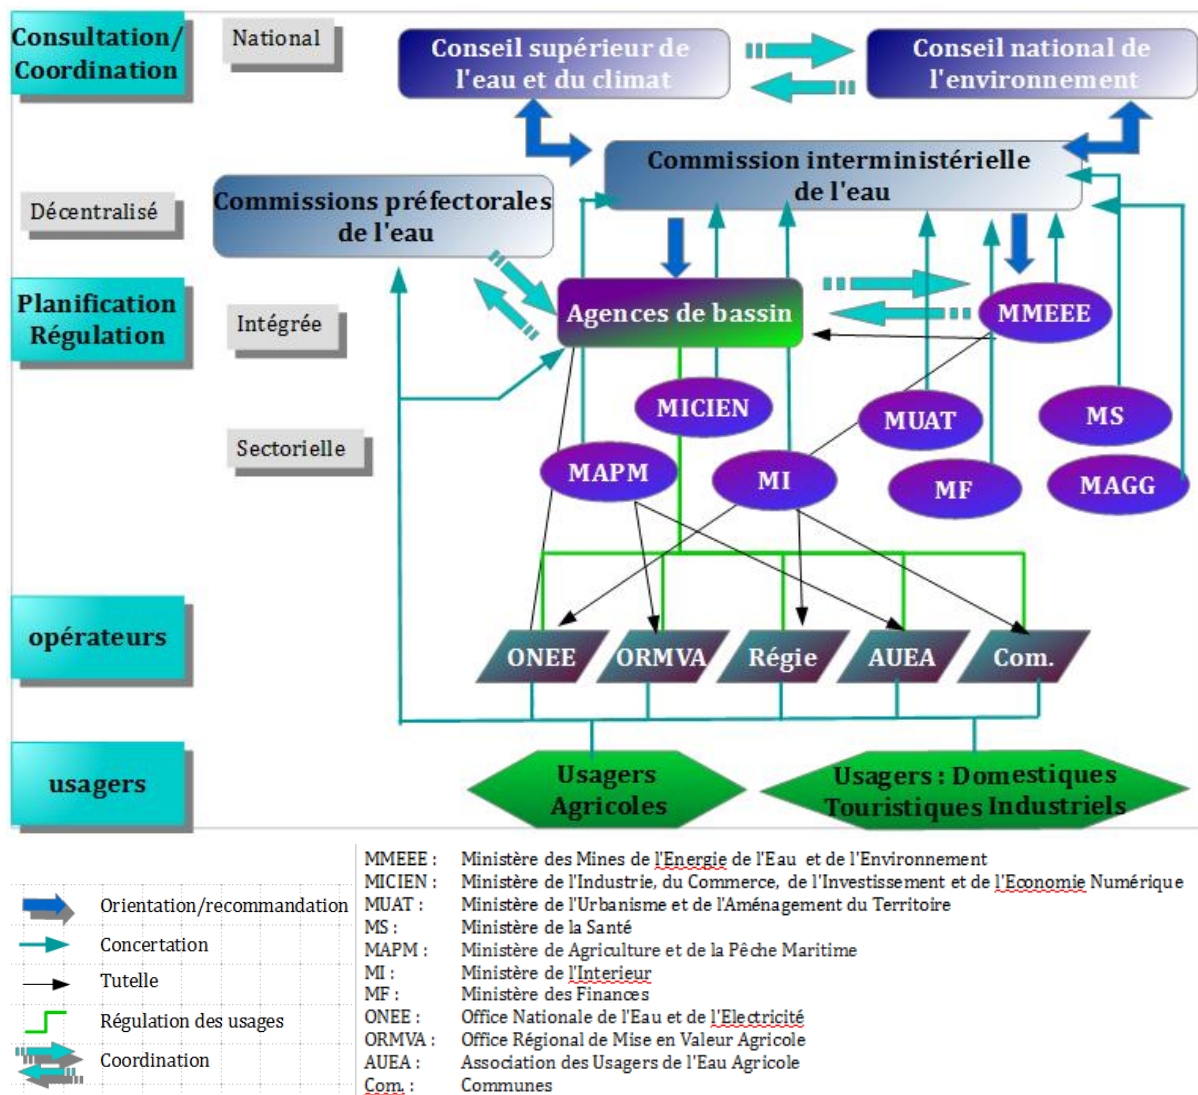 Consultation/
Coordination
National
Conseil supérieur de
l'eau et du climat
Conseil national de
l'environnement
Commission interministérielle
de l'eau
Décentralisé
Commissions préfectorales
de l'eau
Planification
Régulation
Intégrée
Agences de bassin
MMEEE
MICIEN
MUAT
MS
Sectorielle
MAPM
MI
MF
MAGG
opérateurs
ONEE
ORMVA
Régie
AUEA
Com.
usagers
Usagers
Agricoles
Usagers : Domestiques
Touristiques Industriels
Orientation/recommandation
Concertation
Tutelle
Régulation des usages
Coordination
MMEEE : Ministère des Mines de l'Energie de l'Eau et de l'Environnement
MICIEN : Ministère de l'Industrie, du Commerce, de l'Investissement et de l'Economie Numérique
MUAT : Ministère de l'Urbanisme et de l'Aménagement du Territoire
MS : Ministère de la Santé
MAPM : Ministère de Agriculture et de la Pêche Maritime
MI : Ministère de l'Interieur
MF : Ministère des Finances
ONEE : Office Nationale de l'Eau et de l'Electricité
ORMVA : Office Régional de Mise en Valeur Agricole
AUEA : Association des Usagers de l'Eau Agricole
Com. : Communes